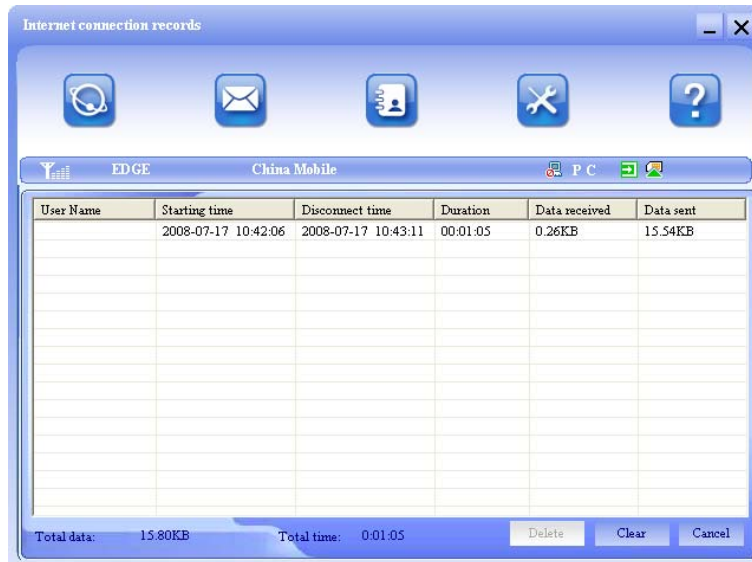 Internet connection records
EDGE China Mobile P C
User Name Starting time Disconnect time Duration Data received Data sent
2008-07-17 10:42:06 2008-07-17 10:43:11 00:01:05 0.26KB 15.54KB
Total data: 15.80KB Total time: 0:01:05 Delete Clear Cancel